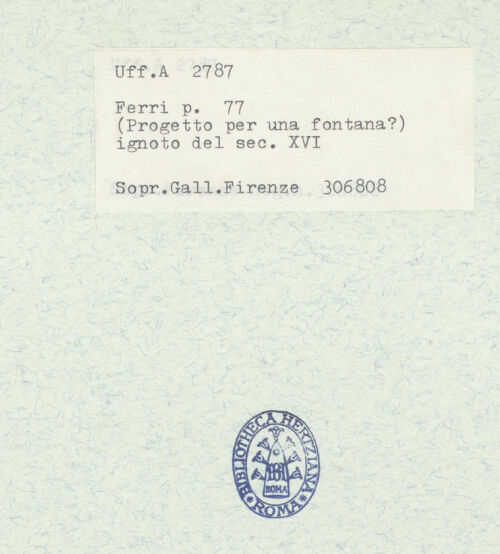 Uff.A 2787
Ferri p. 77
(Progetto per una fontana?)
ignoto del sec. XVI
Sopr.Gall.Firenze 306808
BIBLIOTHECA HERTZIANA
ROMA
*ROMA*